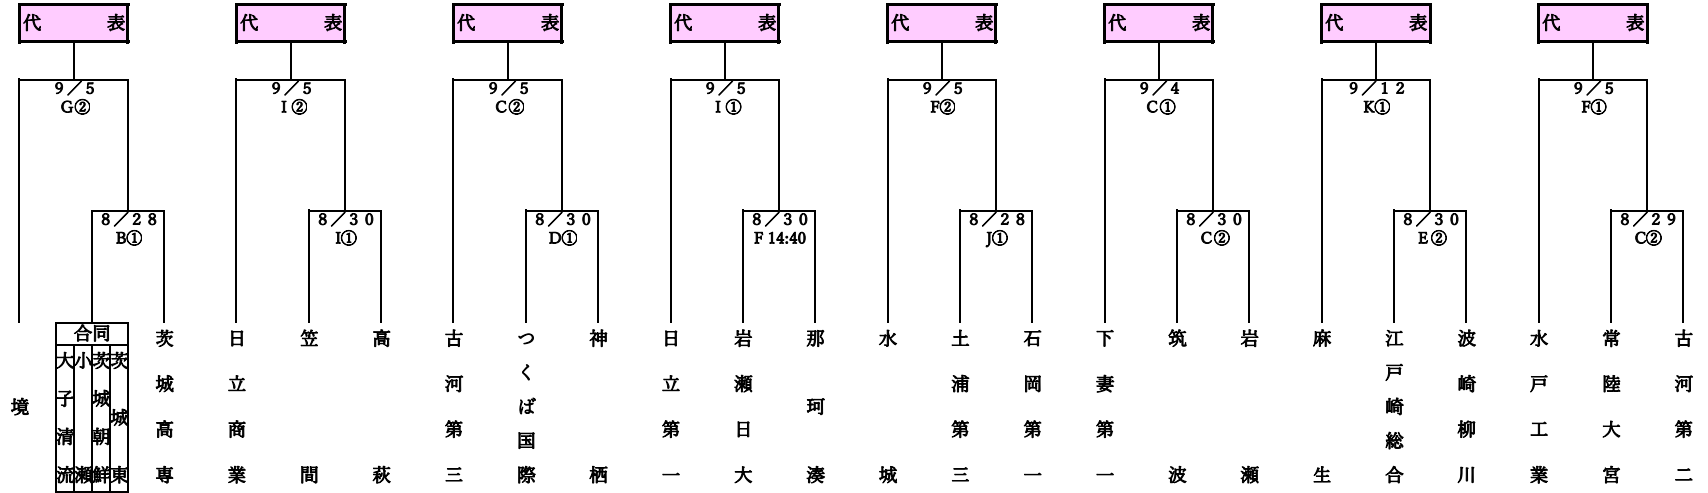 代表 代表 代表 代表 代表 代表 代表 代表
9／5 9／5 9／5 9／5 9／5 9／4 9／12 9／5
G② I② C② I① F② C① K① F①
8／28 8／30 8／30 8／30 8／28 8／30 8／30 8／29
B① I① D① F 14:40 J① C② E② C②
境
合同
大子清流
小瀬
茨城朝鮮
茨城東
茨城高専
日立商業
笠間
高萩
古河第三
つくば国際
神栖
日立第一
岩瀬日大
那珂湊
水城
土浦第三
石岡第一
下妻第一
筑波
岩瀬
麻生
江戸崎総合
波崎柳川
水戸工業
常陸大宮
古河第二